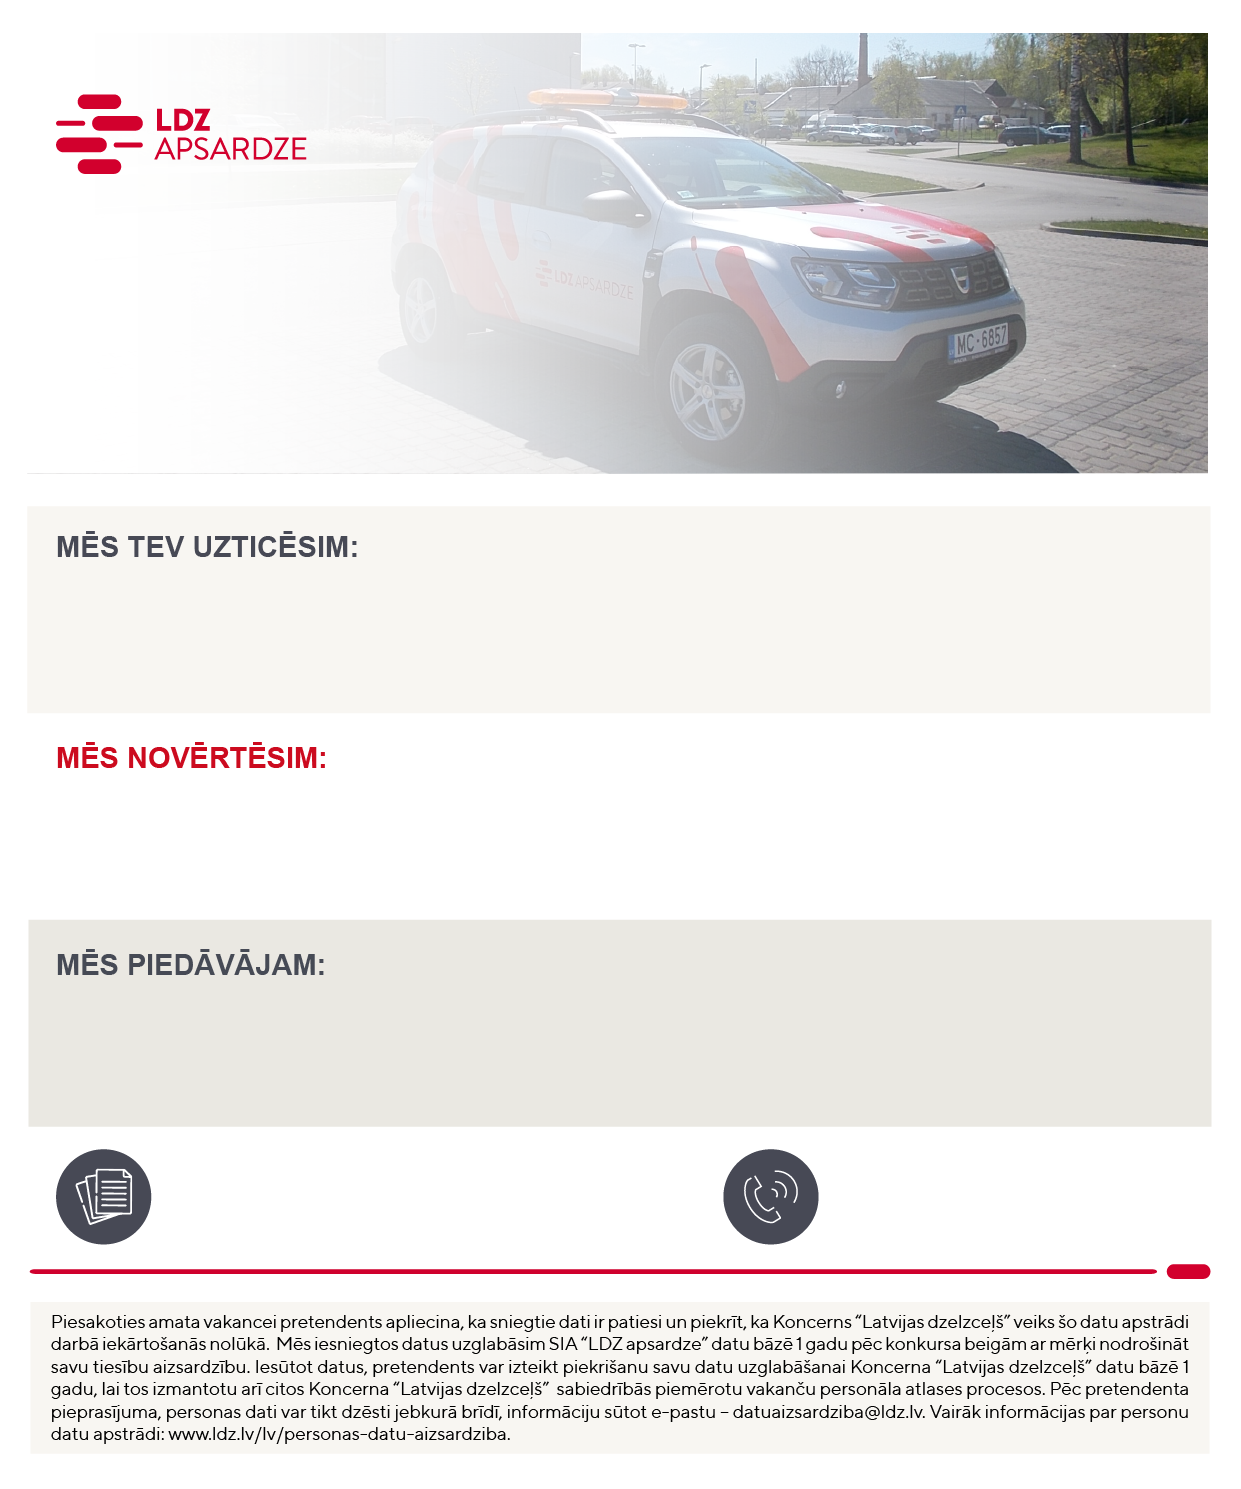 LDZ
APSARDZE
LDZ APSARDZE
MC·6857
MĒS TEV UZTICĒSIM:
MĒS NOVĒRTĒSIM:
MĒS PIEDĀVĀJAM:
Piesakoties amata vakancei pretendents apliecina, ka sniegtie dati ir patiesi un piekrīt, ka Koncerns “Latvijas dzelzceļš” veiks šo datu apstrādi
darbā iekārtošanās nolūkā.  Mēs iesniegtos datus uzglabāsim SIA “LDZ apsardze” datu bāzē 1 gadu pēc konkursa beigām ar mērķi nodrošināt
savu tiesību aizsardzību. Iesūtot datus, pretendents var izteikt piekrišanu savu datu uzglabāšanai Koncerna “Latvijas dzelzceļš” datu bāzē 1
gadu, lai tos izmantotu arī citos Koncerna “Latvijas dzelzceļš”  sabiedrībās piemērotu vakanču personāla atlases procesos. Pēc pretendenta
pieprasījuma, personas dati var tikt dzēsti jebkurā brīdī, informāciju sūtot e-pastu – datuaizsardziba@ldz.lv. Vairāk informācijas par personu
datu apstrādi: www.ldz.lv/lv/personas-datu-aizsardziba.